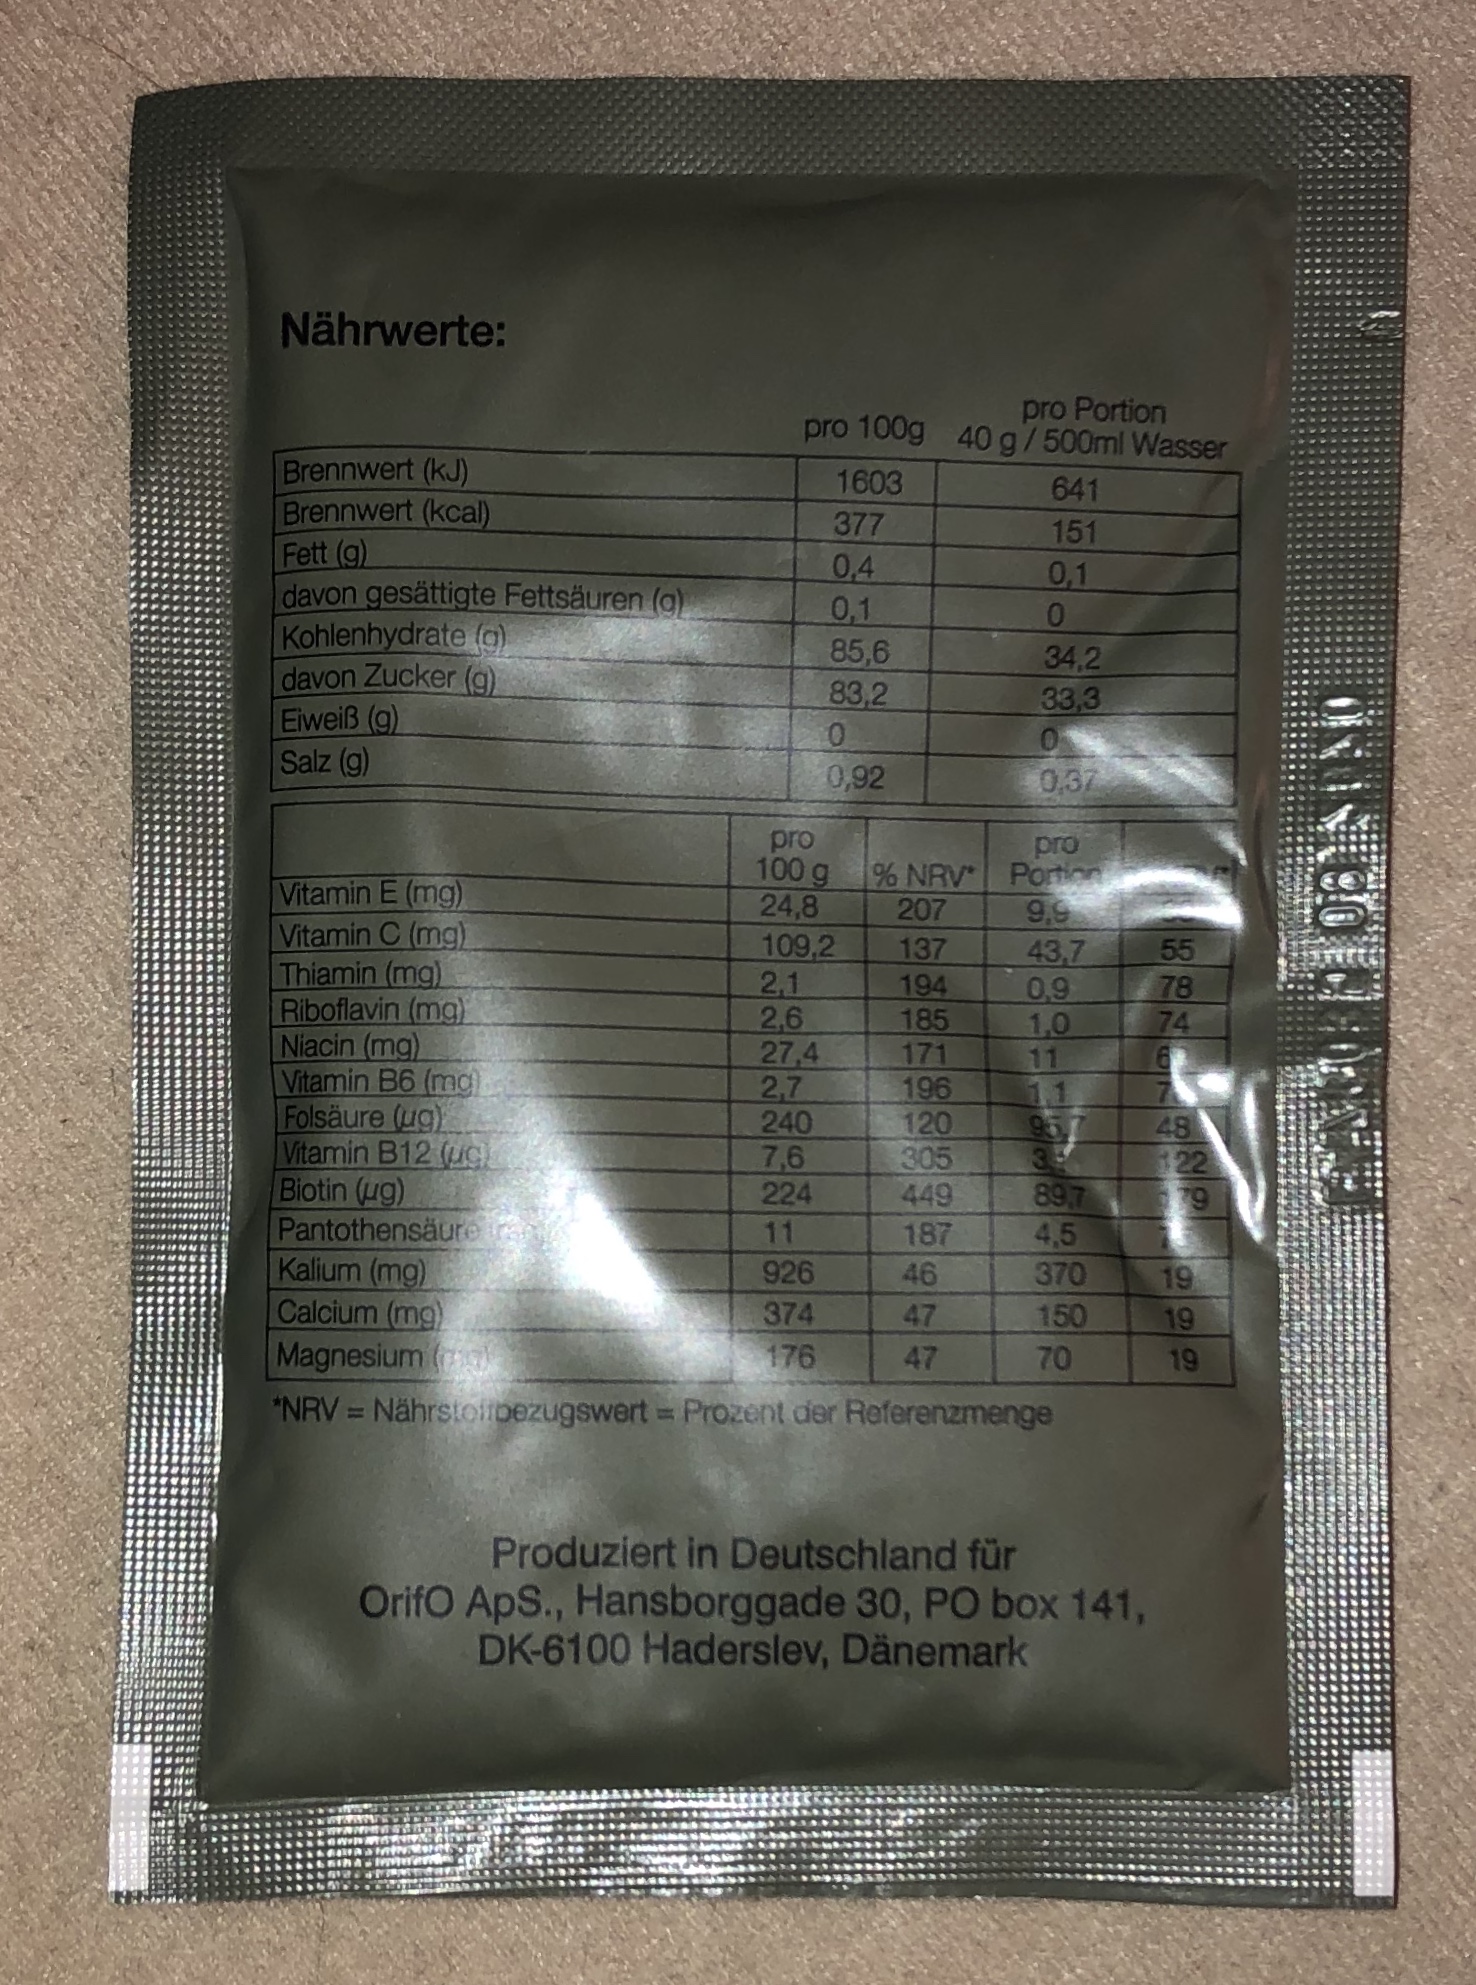 Nährwerte:
pro 100g pro Portion
40 g / 500ml Wasser
Brennwert (kJ) 1603 641
Brennwert (kcal) 377 151
Fett (g) 0,4 0,1
davon gesättigte Fettsäuren (g) 0,1 0
Kohlenhydrate (g) 85,6 34,2
davon Zucker (g) 83,2 33,3
Eiweiß (g) 0 0
Salz (g) 0,92 0,37
pro pro
100 g % NRV* Portion
Vitamin E (mg) 24,8 207 9,9
Vitamin C (mg) 109,2 137 43,7 55
Thiamin (mg) 2,1 194 0,9 78
Riboflavin (mg) 2,6 185 1,0 74
Niacin (mg) 27,4 171 11
Vitamin B6 (mg) 2,7 196 1,1
Folsäure (µg) 240 120 95,7 48
Vitamin B12 (µg) 7,6 305 122
Biotin (µg) 224 449 89,7
Pantothensäure 11 187 4,5
Kalium (mg) 926 46 370 19
Calcium (mg) 374 47 150 19
Magnesium (mg) 176 47 70 19
*NRV = Nährstoffbezugswert = Prozent der Referenzmenge
Produziert in Deutschland für
OrifO ApS., Hansborggade 30, PO box 141,
DK-6100 Haderslev, Dänemark